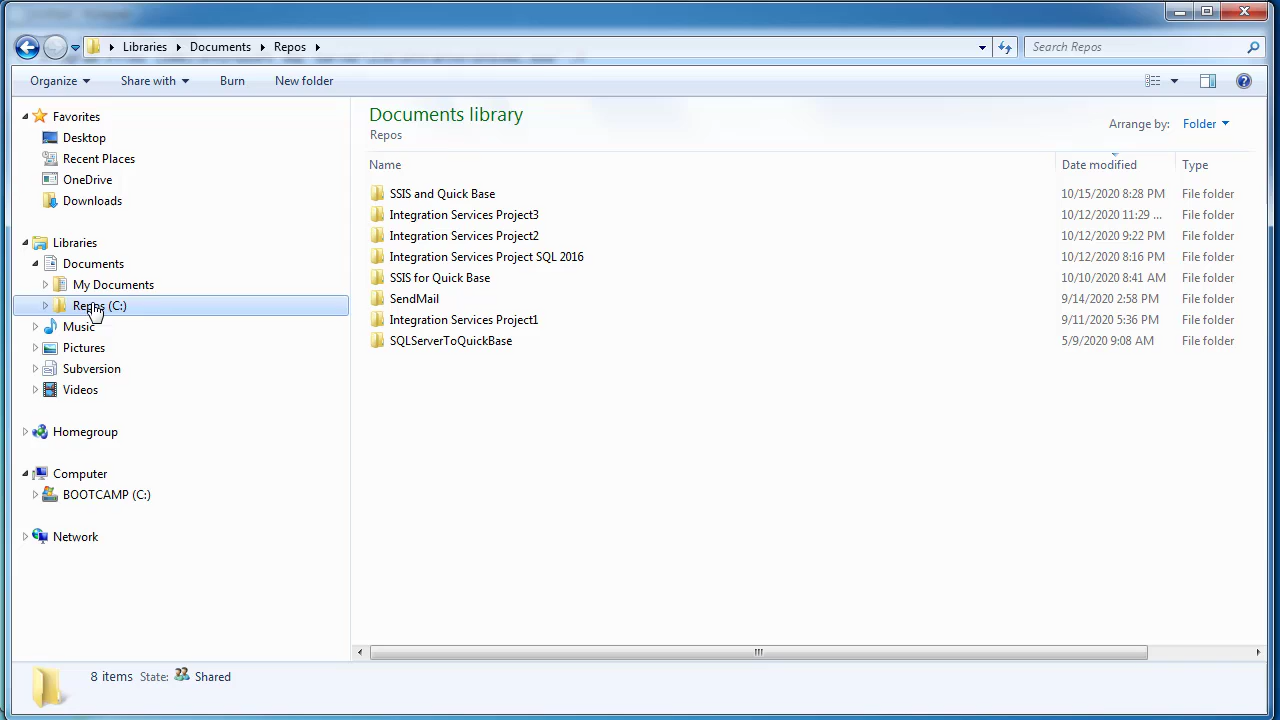 Libraries Documents Repos
Search Repos
Organize Share with Burn New folder
Favorites
Desktop
Recent Places
OneDrive
Downloads
Libraries
Documents
My Documents
Repos (C:)
Music
Pictures
Subversion
Videos
Homegroup
Computer
BOOTCAMP (C:)
Network
Documents library
Repos
Arrange by: Folder
Name Date modified Type
SSIS and Quick Base 10/15/2020 8:28 PM File folder
Integration Services Project3 10/12/2020 11:29 ... File folder
Integration Services Project2 10/12/2020 9:22 PM File folder
Integration Services Project SQL 2016 10/12/2020 8:16 PM File folder
SSIS for Quick Base 10/10/2020 8:41 AM File folder
SendMail 9/14/2020 2:58 PM File folder
Integration Services Project1 9/11/2020 5:36 PM File folder
SQLServerToQuickBase 5/9/2020 9:08 AM File folder
8 items State: Shared